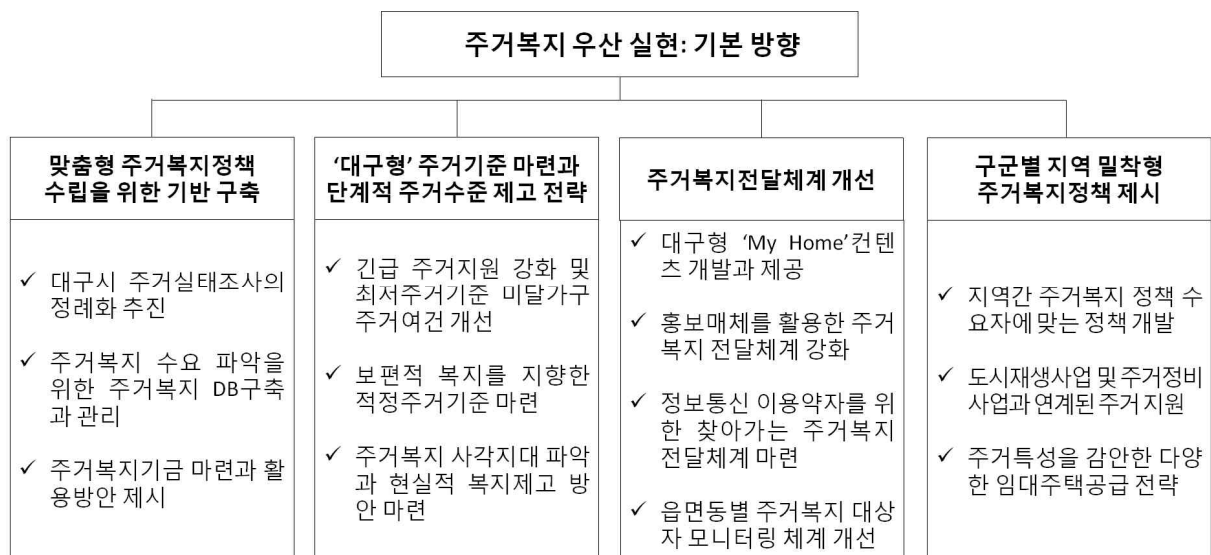 주거복지 우산 실현: 기본 방향
맞춤형 주거복지정책
수립을 위한 기반 구축
✓ 대구시 주거실태조사의
정례화 추진
✓ 주거복지 수요 파악을
위한 주거복지 DB구축
과 관리
✓ 주거복지기금 마련과 활
용방안 제시
‘대구형’ 주거기준 마련과
단계적 주거수준 제고 전략
✓ 긴급 주거지원 강화 및
최저주거기준 미달가구
주거여건 개선
✓ 보편적 복지를 지향한
적정주거기준 마련
✓ 주거복지 사각지대 파악
과 현실적 복지제고 방
안 마련
주거복지전달체계 개선
✓ 대구형 ‘My Home’컨텐
츠 개발과 제공
✓ 홍보매체를 활용한 주거
복지 전달체계 강화
✓ 정보통신 이용약자를 위
한 찾아가는 주거복지
전달체계 마련
✓ 읍면동별 주거복지 대상
자 모니터링 체계 개선
구군별 지역 밀착형
주거복지정책 제시
✓ 지역간 주거복지 정책 수
요자에 맞는 정책 개발
✓ 도시재생사업 및 주거정비
사업과 연계된 주거 지원
✓ 주거특성을 감안한 다양
한 임대주택공급 전략